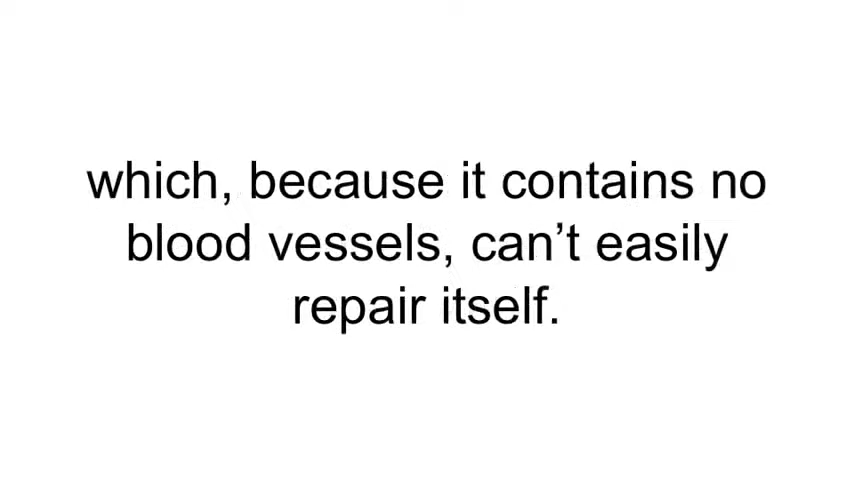 which, because it contains no
blood vessels, can’t easily
repair itself.